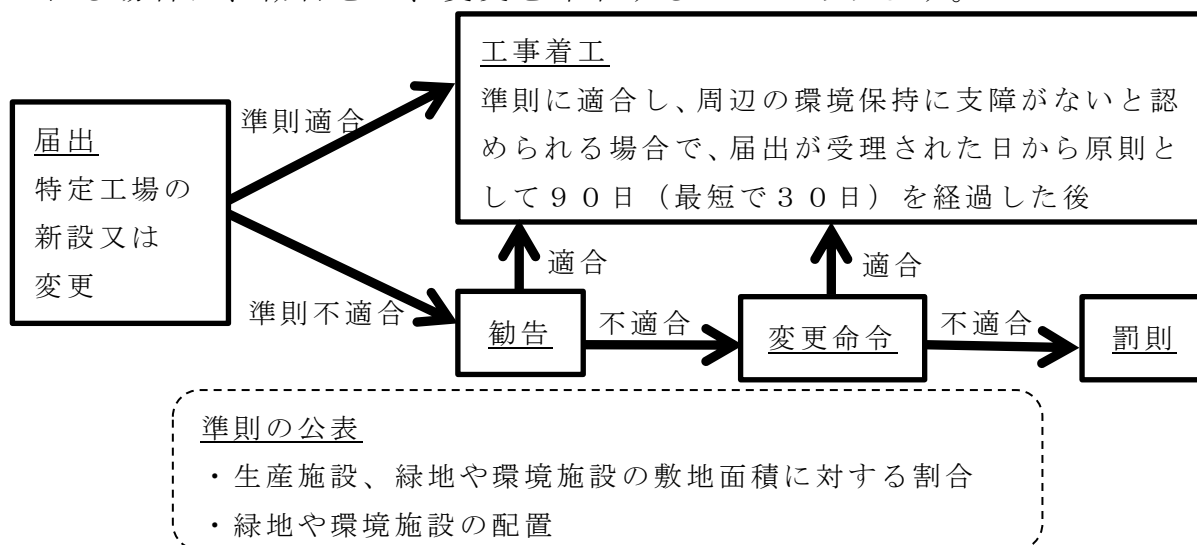 工事着工
準則に適合し、周辺の環境保持に支障がないと認
められる場合で、届出が受理された日から原則と
して９０日（最短で３０日）を経過した後
準則適合
届出
特定工場の
新設又は
変更
準則不適合
適合
適合
勧告
不適合
変更命令
不適合
罰則
準則の公表
・生産施設、緑地や環境施設の敷地面積に対する割合
・緑地や環境施設の配置